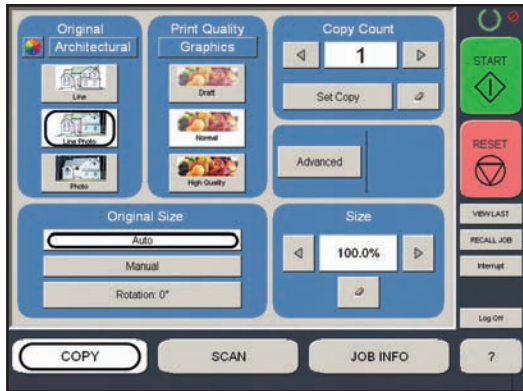 Original
Architectural
Line
Line Photo
Photo
Print Quality
Graphics
Draft
Normal
High Quality
Copy Count
1
Set Copy
Advanced
Original Size
Auto
Manual
Rotation: 0°
Size
100.0%
START
RESET
VIEW LAST
RECALL JOB
Interrupt
Log Off
COPY
SCAN
JOB INFO
?